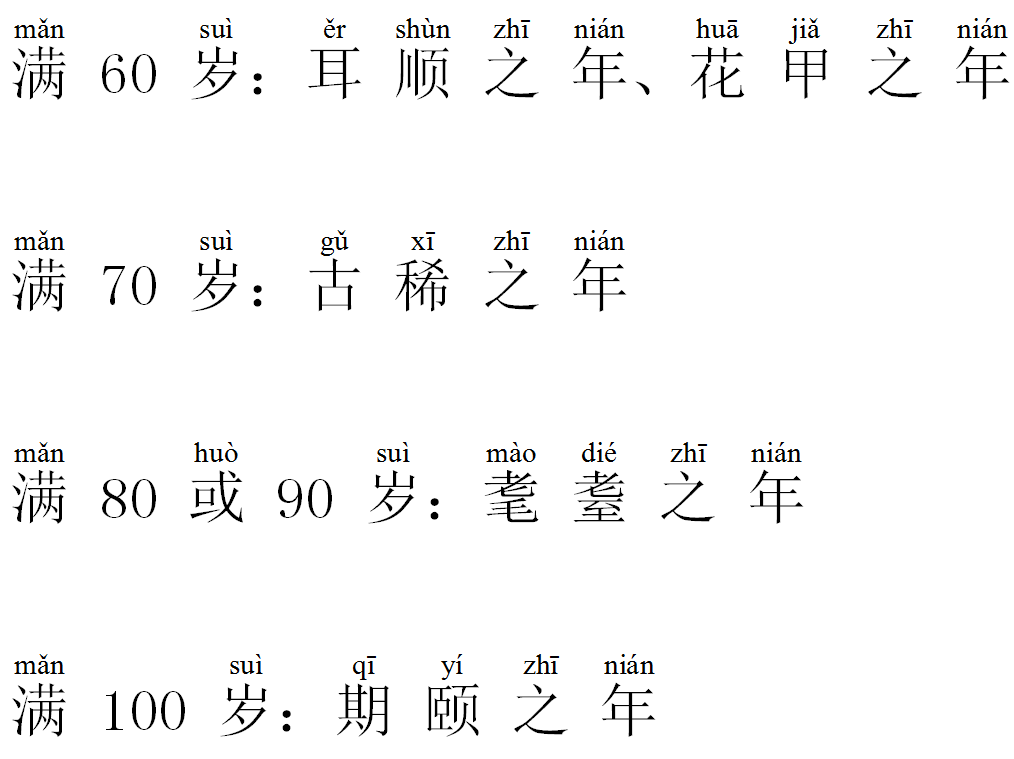 mǎn suì ěr shùn zhī nián huā jiǎ zhī nián
满 60 岁：耳 顺 之 年、花 甲 之 年
mǎn suì gǔ xī zhī nián
满 70 岁：古 稀 之 年
mǎn huò suì mào dié zhī nián
满 80 或 90 岁：耄 耋 之 年
mǎn suì qī yí zhī nián
满 100 岁：期 颐 之 年